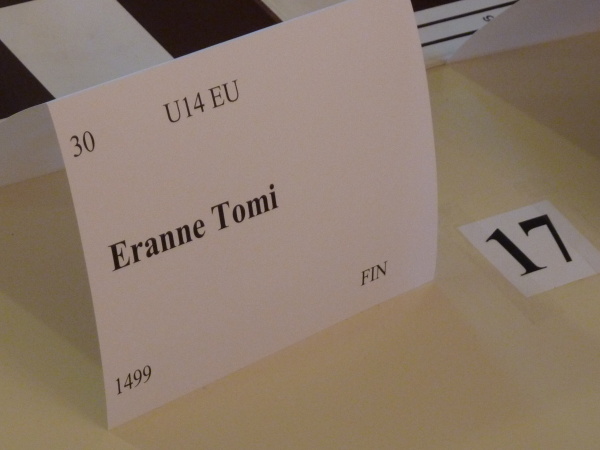 U14 EU
30
Eranne Tomi
FIN
1499
17